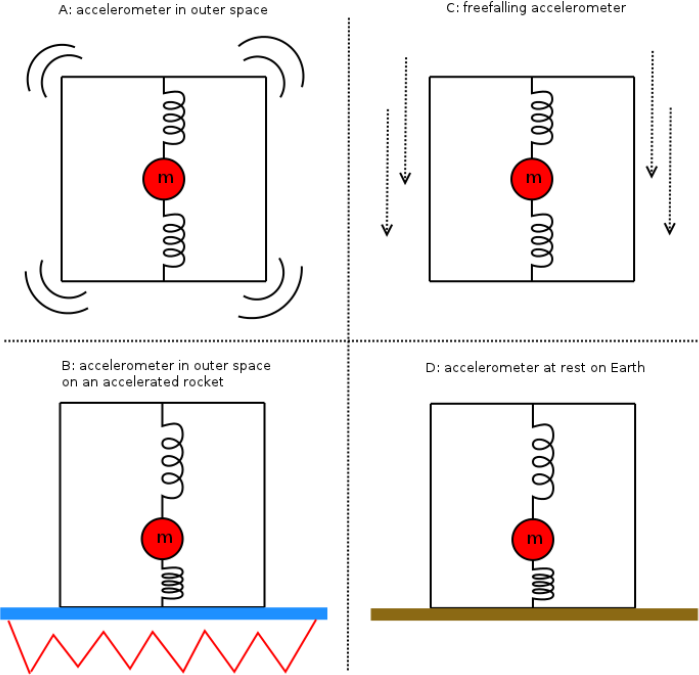 A: accelerometer in outer space
m
C: freefalling accelerometer
m
B: accelerometer in outer space
on an accelerated rocket
m
D: accelerometer at rest on Earth
m